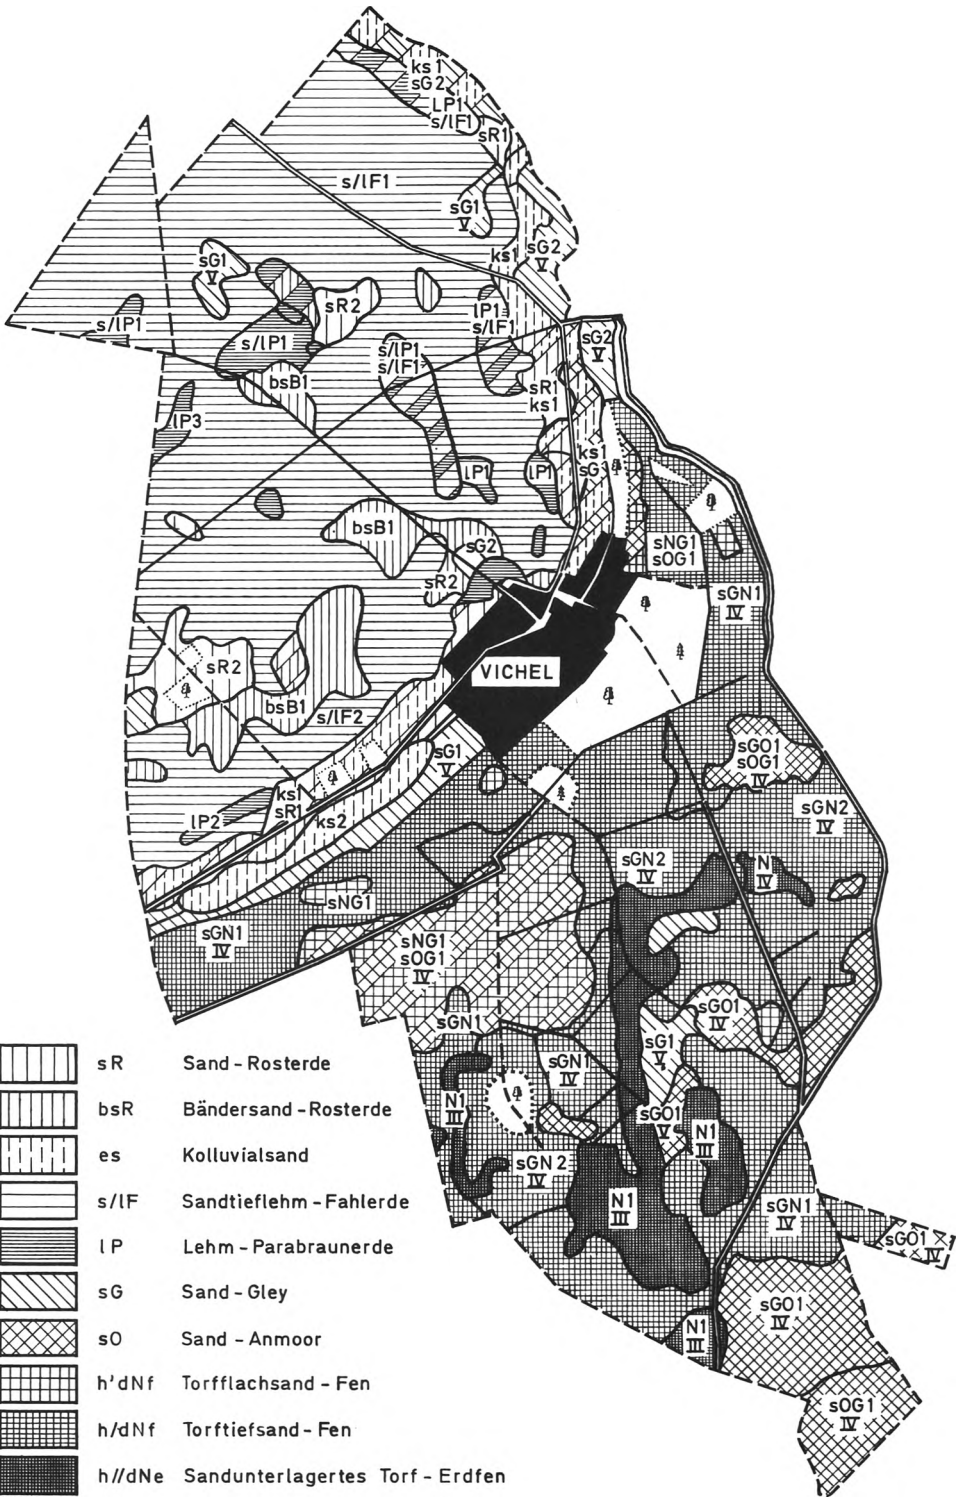 ks1
sG2
LP1
s/lF1
sR1
s/lF1
sG1
V
sG2
V
ks1
sG1
V
sR2
lP1
s/lF1
s/lP1
s/lP1
s/lP1
s/lF1
sG2
V
bsB1
sR1
ks1
lP3
ks1
sG
lP1
lP1
bsB1
sG2
sNG1
sOG1
sR2
sGN1
IV
VICHEL
sR2
bsB1
s/lF2
sG1
V
sGO1
sOG1
IV
ks1
sR1
ks2
lP2
sGN2
IV
sGN2
IV
N
IV
sNG1
sGN1
IV
sNG1
sOG1
IV
sGO1
IV
sGN1
sG1
V
sGN1
IV
N1
III
sGO1
V
N1
III
sGN2
IV
N1
III
sGN1
IV
sGO1
IV
sGO1
IV
N1
III
sOG1
IV
sR Sand-Rosterde
bsR Bändersand-Rosterde
es Kolluvialsand
s/lF Sandtieflehm-Fahlerde
lP Lehm-Parabraunerde
sG Sand-Gley
sO Sand-Anmoor
h'dNf Torfflachsand-Fen
h/dNf Torftiefsand-Fen
h//dNe Sandunterlagertes Torf-Erdfen